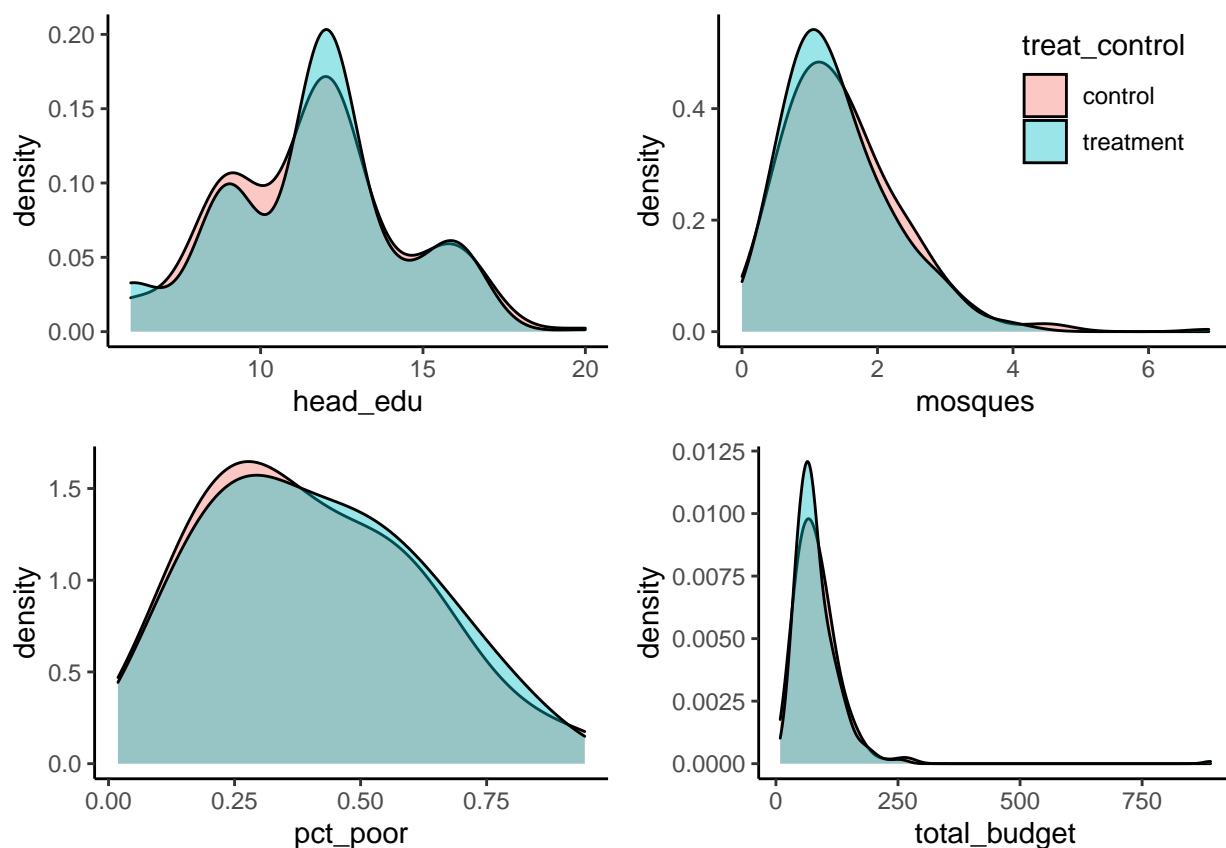 0.20
0.15
0.10
0.05
0.00
density
10 15 20
head_edu
0.4
0.2
0.0
density
0 2 4 6
mosques
treat_control
control
treatment
1.5
1.0
0.5
0.0
density
0.00 0.25 0.50 0.75
pct_poor
0.0125
0.0100
0.0075
0.0050
0.0025
0.0000
density
0 250 500 750
total_budget